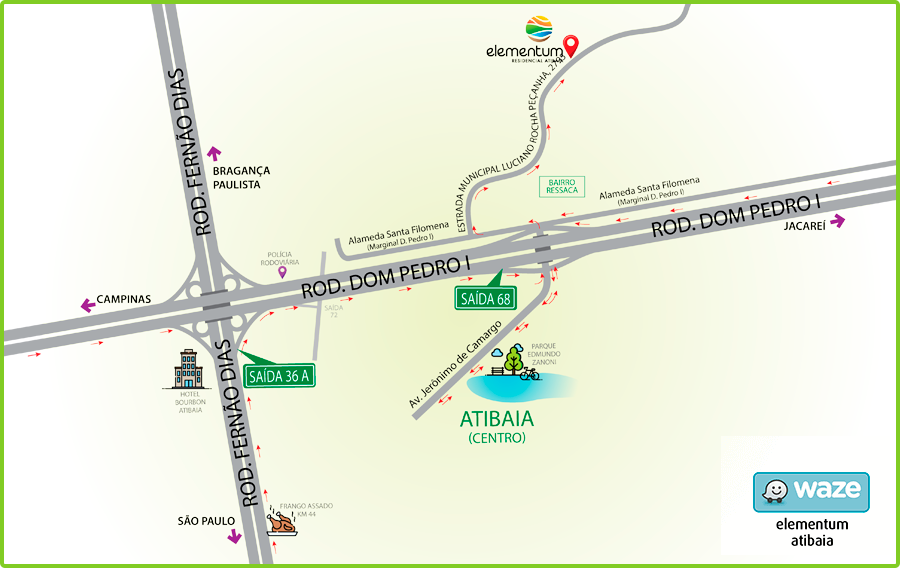 elementum
RESIDENCIAL ATIBAIA
ESTRADA MUNICIPAL LUCIANO ROCHA PEÇANHA,
ROD. FERNÃO DIAS
BRAGANÇA
PAULISTA
BAIRRO
RESSACA
Alameda Santa Filomena
(Marginal D. Pedro I)
Alameda Santa Filomena
(Marginal D. Pedro I)
ROD. DOM PEDRO I
JACAREÍ
POLÍCIA
RODOVIÁRIA
ROD. DOM PEDRO I
CAMPINAS
SAÍDA 68
SAÍDA
72
Av. Jerônimo de Camargo
PARQUE
EDMUNDO
ZANONI
SAÍDA 36 A
HOTEL
BOURBON
ATIBAIA
ROD. FERNÃO DIAS
ATIBAIA
(CENTRO)
FRANGO ASSADO
KM 44
SÃO PAULO
waze
elementum
atibaia